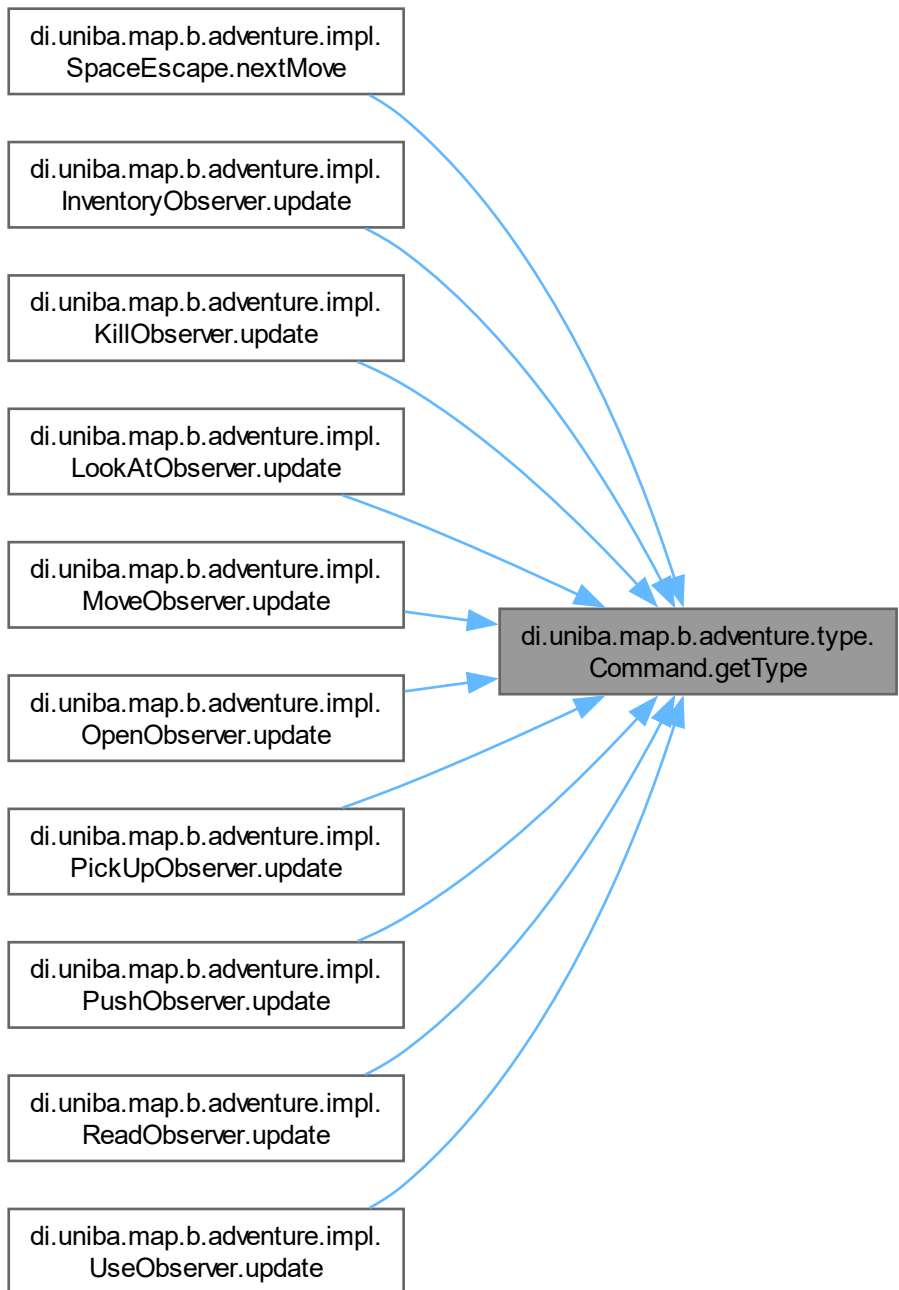 di.uniba.map.b.adventure.impl.
SpaceEscape.nextMove
di.uniba.map.b.adventure.impl.
InventoryObserver.update
di.uniba.map.b.adventure.impl.
KillObserver.update
di.uniba.map.b.adventure.impl.
LookAtObserver.update
di.uniba.map.b.adventure.impl.
MoveObserver.update
di.uniba.map.b.adventure.type.
Command.getType
di.uniba.map.b.adventure.impl.
OpenObserver.update
di.uniba.map.b.adventure.impl.
PickUpObserver.update
di.uniba.map.b.adventure.impl.
PushObserver.update
di.uniba.map.b.adventure.impl.
ReadObserver.update
di.uniba.map.b.adventure.impl.
UseObserver.update